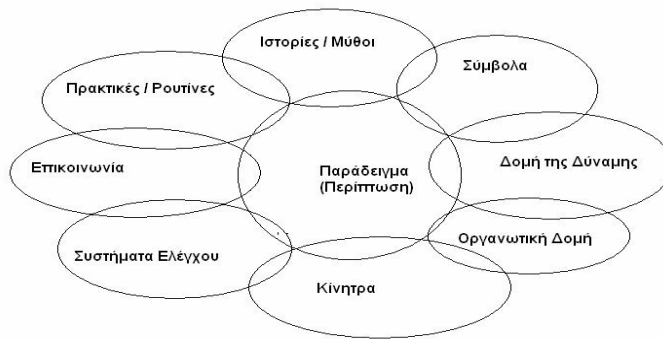 Ιστορίες / Μύθοι
Σύμβολα
Πρακτικές / Ρουτίνες
Επικοινωνία
Παράδειγμα
(Περίπτωση)
Δομή της Δύναμης
Οργανωτική Δομή
Συστήματα Ελέγχου
Κίνητρα